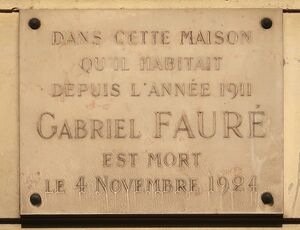 DANS CETTE MAISON
QU'IL HABITAIT
DEPUIS L'ANNÉE 1911
GABRIEL FAURÉ
EST MORT
LE 4 NOVEMBRE 1924